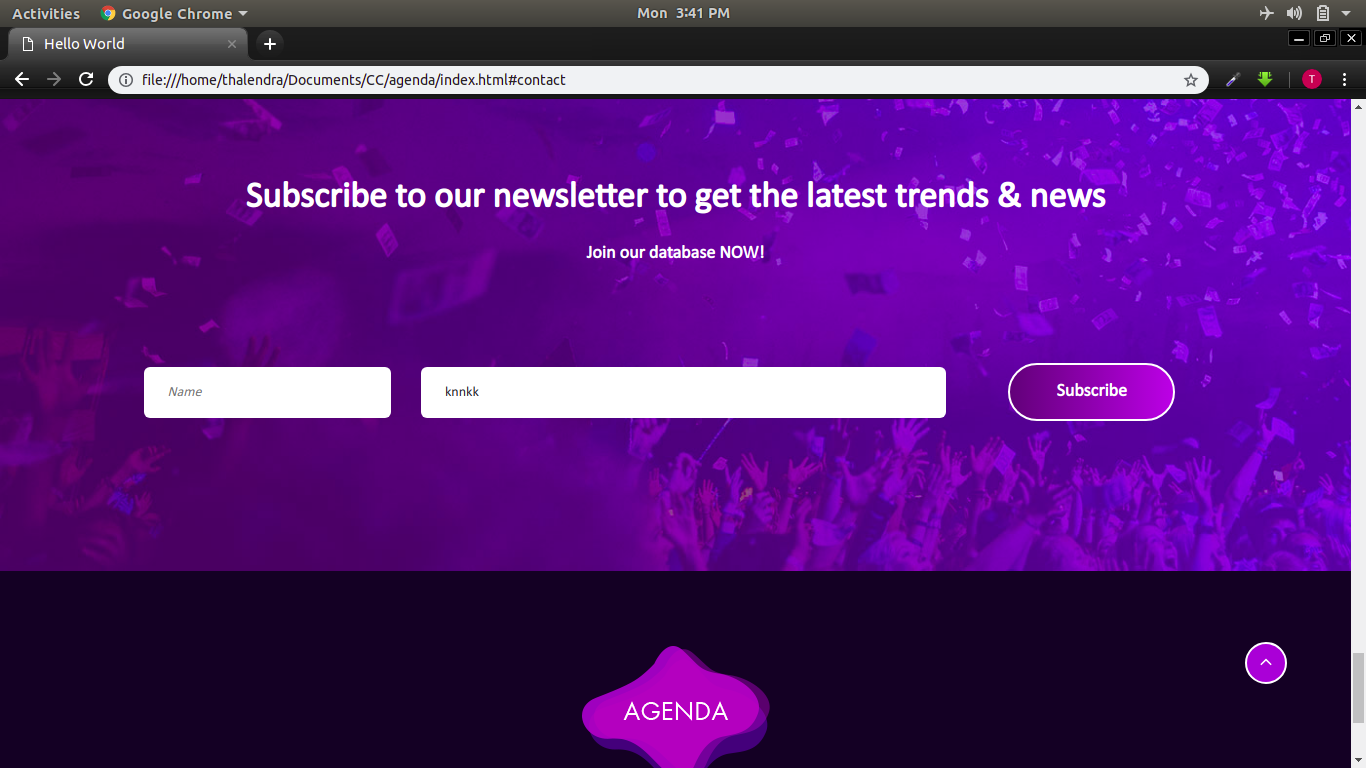 Activities Google Chrome Mon 3:41 PM
Hello World
file:///home/thalendra/Documents/CC/agenda/index.html#contact T
Subscribe to our newsletter to get the latest trends & news
Join our database NOW!
Name knnkk Subscribe
AGENDA